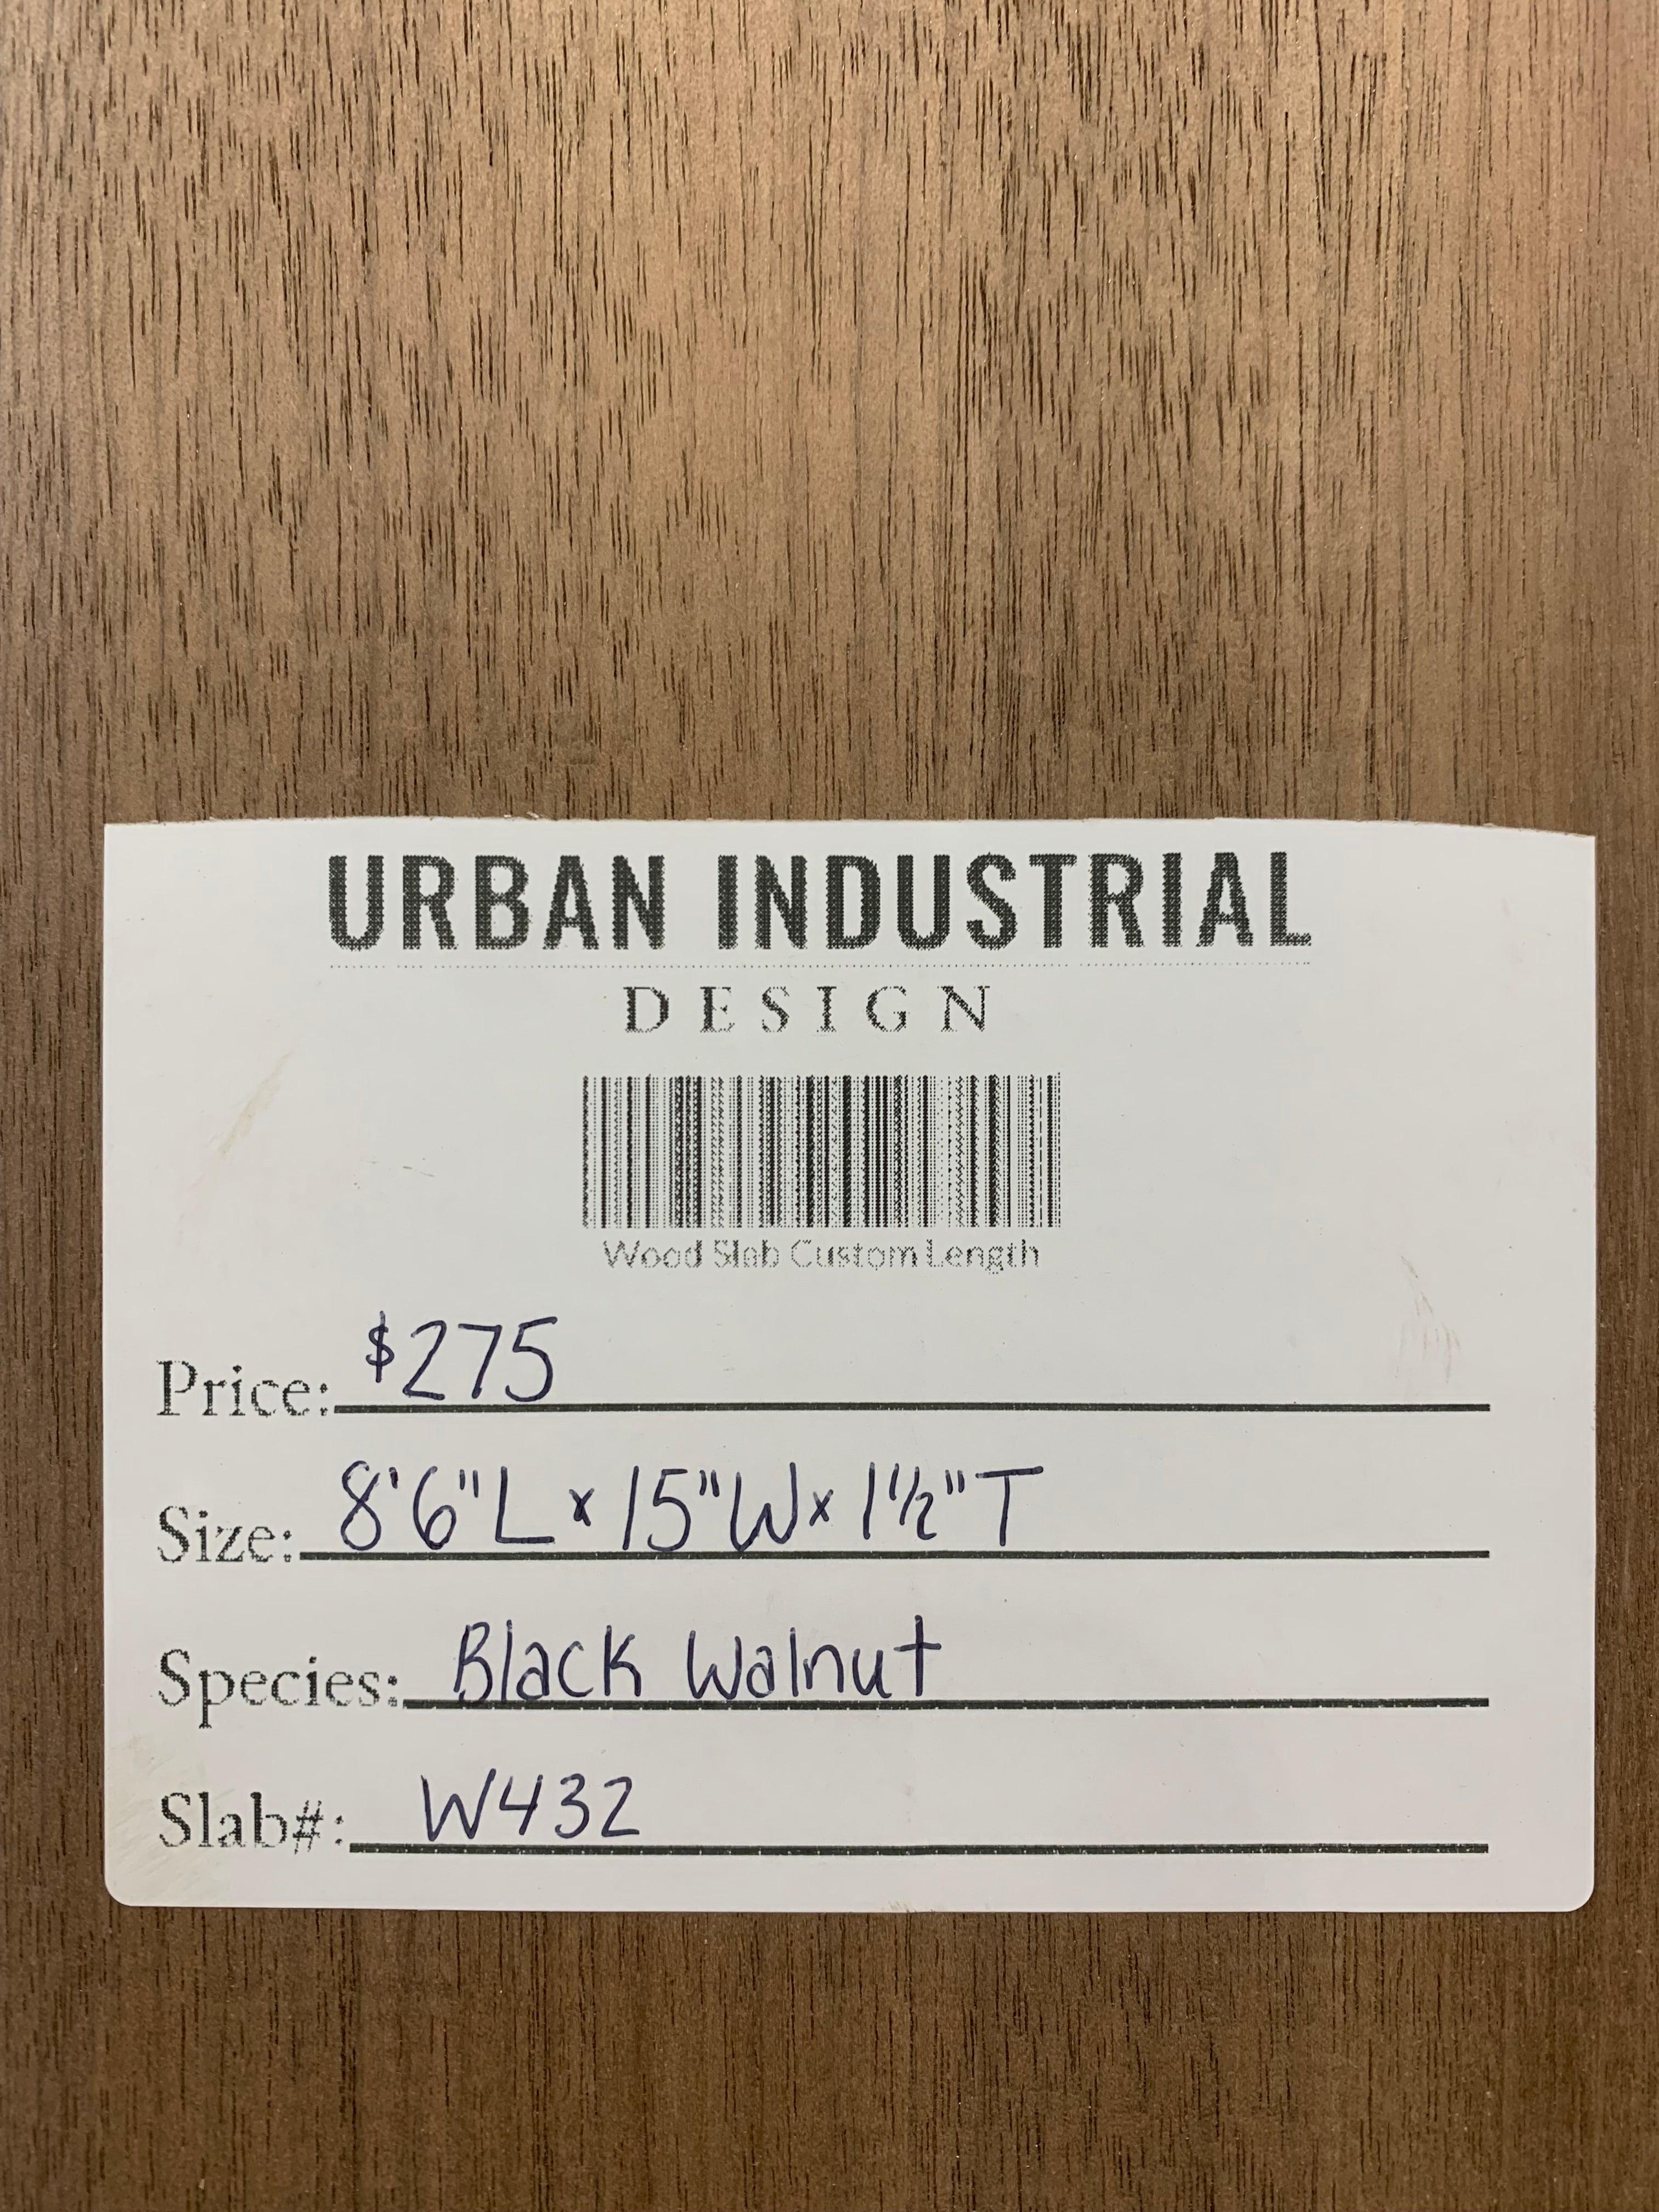 URBAN INDUSTRIAL
DESIGN
Wood Slab Custom Length
Price: $275
Size: 8'6"L x 15"W x 1½"T
Species: Black Walnut
Slab#: W432